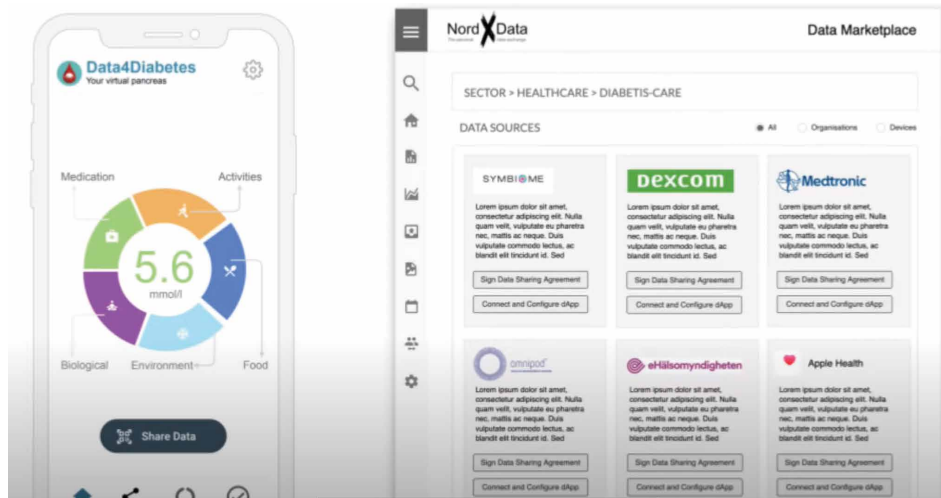 Data4Diabetes
Your virtual pancreas
Medication
Activities
5.6
mmol/l
Biological
Environment
Food
Share Data
Nord X Data
Data Marketplace
SECTOR > HEALTHCARE > DIABETIS-CARE
DATA SOURCES
All
Organisations
Devices
SYMBIOME
Lorem ipsum dolor sit amet,
consectetur adipiscing elit. Nulla
quam velit, vulputate eu pharetra
nec, mattis ac neque. Duis
vulputate commodo lectus, ac
blandit elit tincidunt id. Sed
Sign Data Sharing Agreement
Connect and Configure dApp
Dexcom
Lorem ipsum dolor sit amet,
consectetur adipiscing elit. Nulla
quam velit, vulputate eu pharetra
nec, mattis ac neque. Duis
vulputate commodo lectus, ac
blandit elit tincidunt id. Sed
Sign Data Sharing Agreement
Connect and Configure dApp
Medtronic
Lorem ipsum dolor sit amet,
consectetur adipiscing elit. Nulla
quam velit, vulputate eu pharetra
nec, mattis ac neque. Duis
vulputate commodo lectus, ac
blandit elit tincidunt id. Sed
Sign Data Sharing Agreement
Connect and Configure dApp
omnipod
Lorem ipsum dolor sit amet,
consectetur adipiscing elit. Nulla
quam velit, vulputate eu pharetra
nec, mattis ac neque. Duis
vulputate commodo lectus, ac
blandit elit tincidunt id. Sed
Sign Data Sharing Agreement
Connect and Configure dApp
eHälsomyndigheten
Lorem ipsum dolor sit amet,
consectetur adipiscing elit. Nulla
quam velit, vulputate eu pharetra
nec, mattis ac neque. Duis
vulputate commodo lectus, ac
blandit elit tincidunt id. Sed
Sign Data Sharing Agreement
Connect and Configure dApp
Apple Health
Lorem ipsum dolor sit amet,
consectetur adipiscing elit. Nulla
quam velit, vulputate eu pharetra
nec, mattis ac neque. Duis
vulputate commodo lectus, ac
blandit elit tincidunt id. Sed
Sign Data Sharing Agreement
Connect and Configure dApp